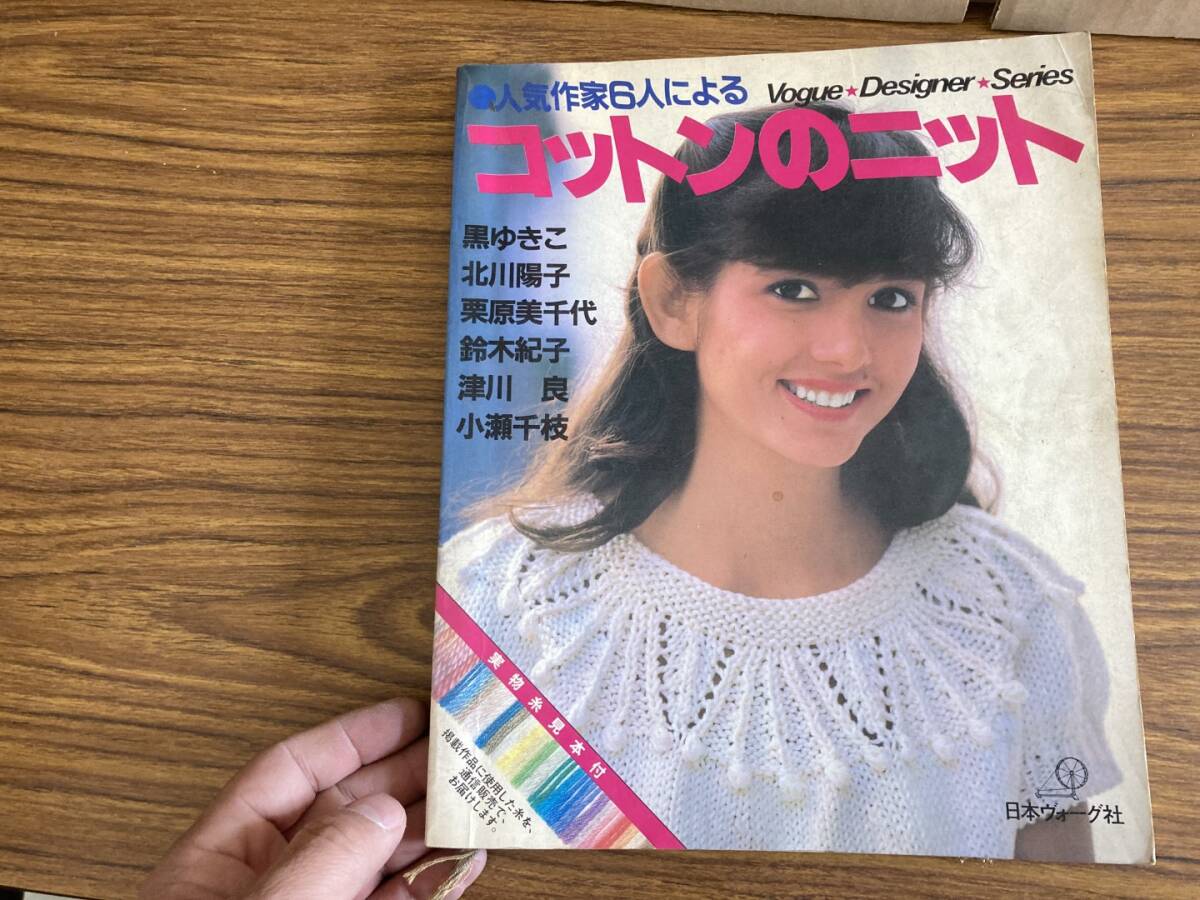 ●人気作家6人による
Vogue★Designer★Series
コットンのニット
黒ゆきこ
北川陽子
栗原美千代
鈴木紀子
津川 良
小瀬千枝
実物糸見本付
掲載作品に使用した糸を、
通信販売で、
お届けします。
日本ヴォーグ社